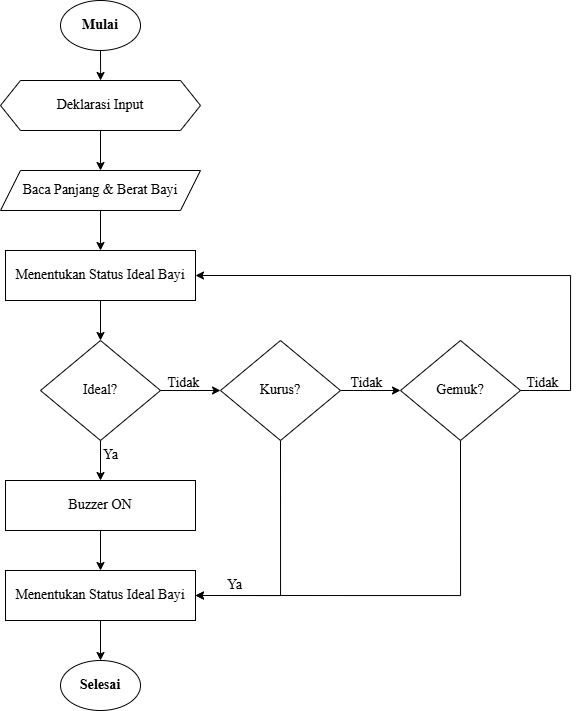 Mulai
Deklarasi Input
Baca Panjang & Berat Bayi
Menentukan Status Ideal Bayi
Ideal?
Tidak
Kurus?
Tidak
Gemuk?
Tidak
Ya
Buzzer ON
Menentukan Status Ideal Bayi
Ya
Selesai